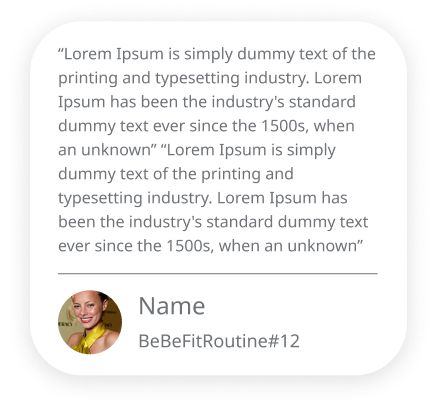 “Lorem Ipsum is simply dummy text of the
printing and typesetting industry. Lorem
Ipsum has been the industry's standard
dummy text ever since the 1500s, when
an unknown” “Lorem Ipsum is simply
dummy text of the printing and
typesetting industry. Lorem Ipsum has
been the industry's standard dummy text
ever since the 1500s, when an unknown”
Name
BeBeFitRoutine#12